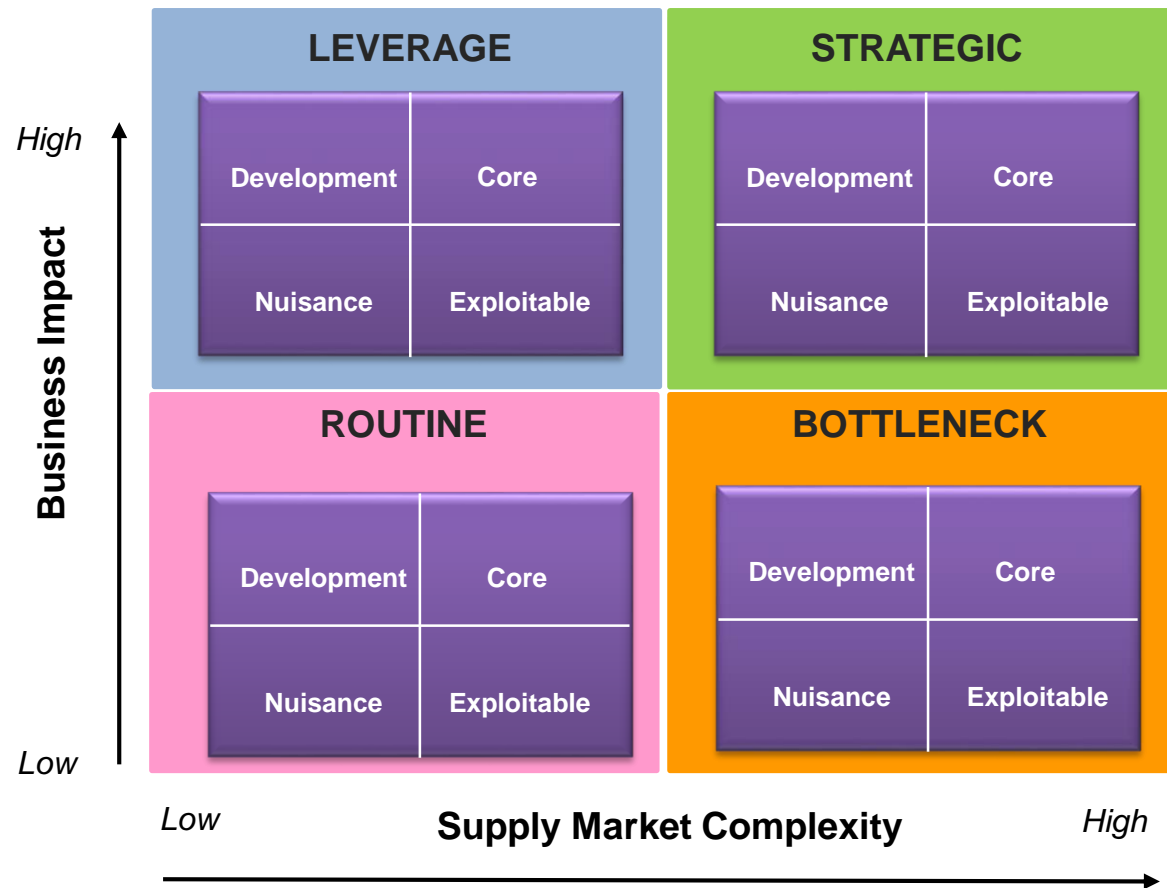 LEVERAGE
STRATEGIC
High
Development Core
Development Core
Nuisance Exploitable
Nuisance Exploitable
Business Impact
ROUTINE
BOTTLENECK
Development Core
Development Core
Nuisance Exploitable
Nuisance Exploitable
Low
Low
Supply Market Complexity
High